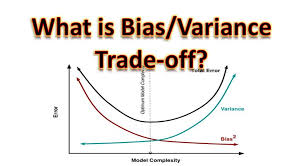 What is Bias/Variance
Trade-off?
Total Error
Optimum Model Complexity
Variance
Error
Bias²
Model Complexity